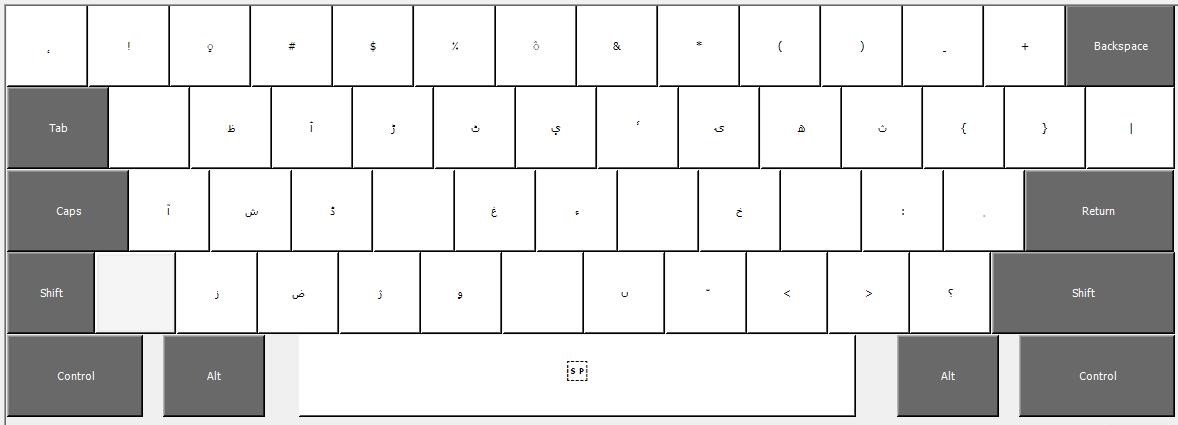 ! # $ ٪ & * ( ) - + Backspace
Tab ظ ڑ ٹ ھ ث { } |
Caps آ ش ڈ غ ء خ : . Return
Shift ز ض ژ ں < > ؟ Shift
Control Alt SP Alt Control